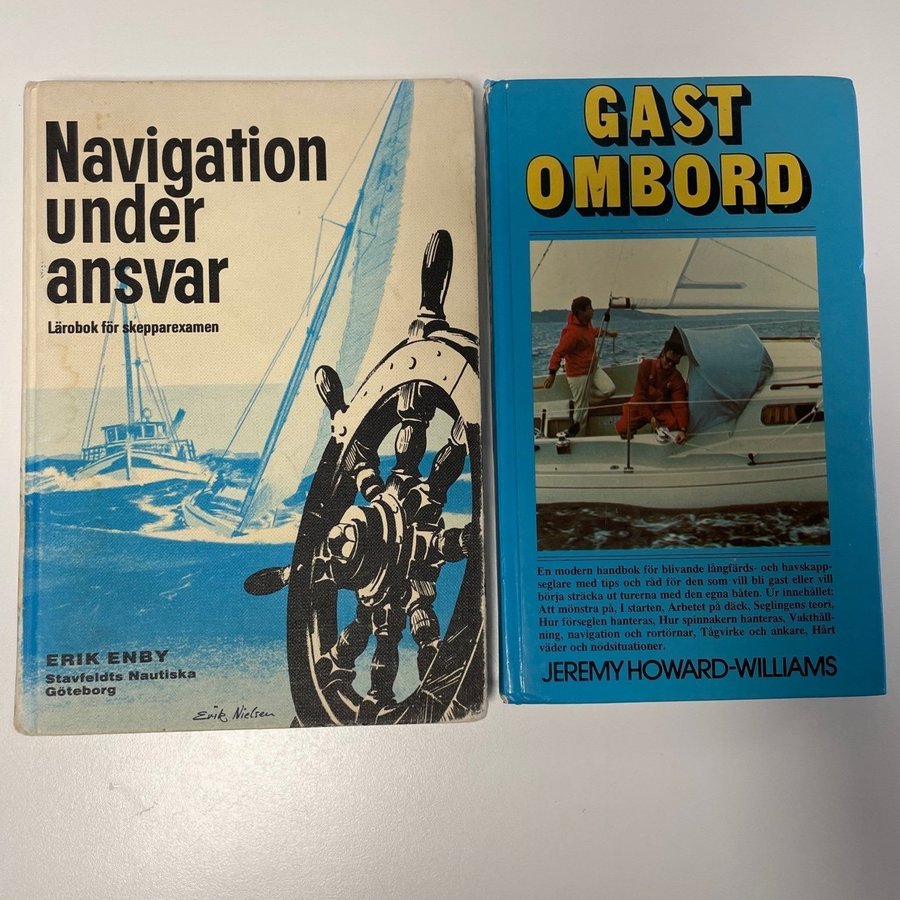 Navigation
under
ansvar
Lärobok för skepparexamen
ERIK ENBY
Stavfeldts Nautiska
Göteborg
Erik Nielsen
GAST
OMBORD
En modern handbok för blivande långfärds- och havskapp-
seglare med tips och råd för den som vill bli gast eller vill
börja sträcka ut turerna med den egna båten. Ur innehållet:
Att mönstra på, I starten, Arbetet på däck, Seglingens teori,
Hur förseglen hanteras, Hur spinnakern hanteras, Vakthåll-
ning, navigation och rortörnar, Tågvirke och ankare, Hårt
väder och nödsituationer.
JEREMY HOWARD-WILLIAMS